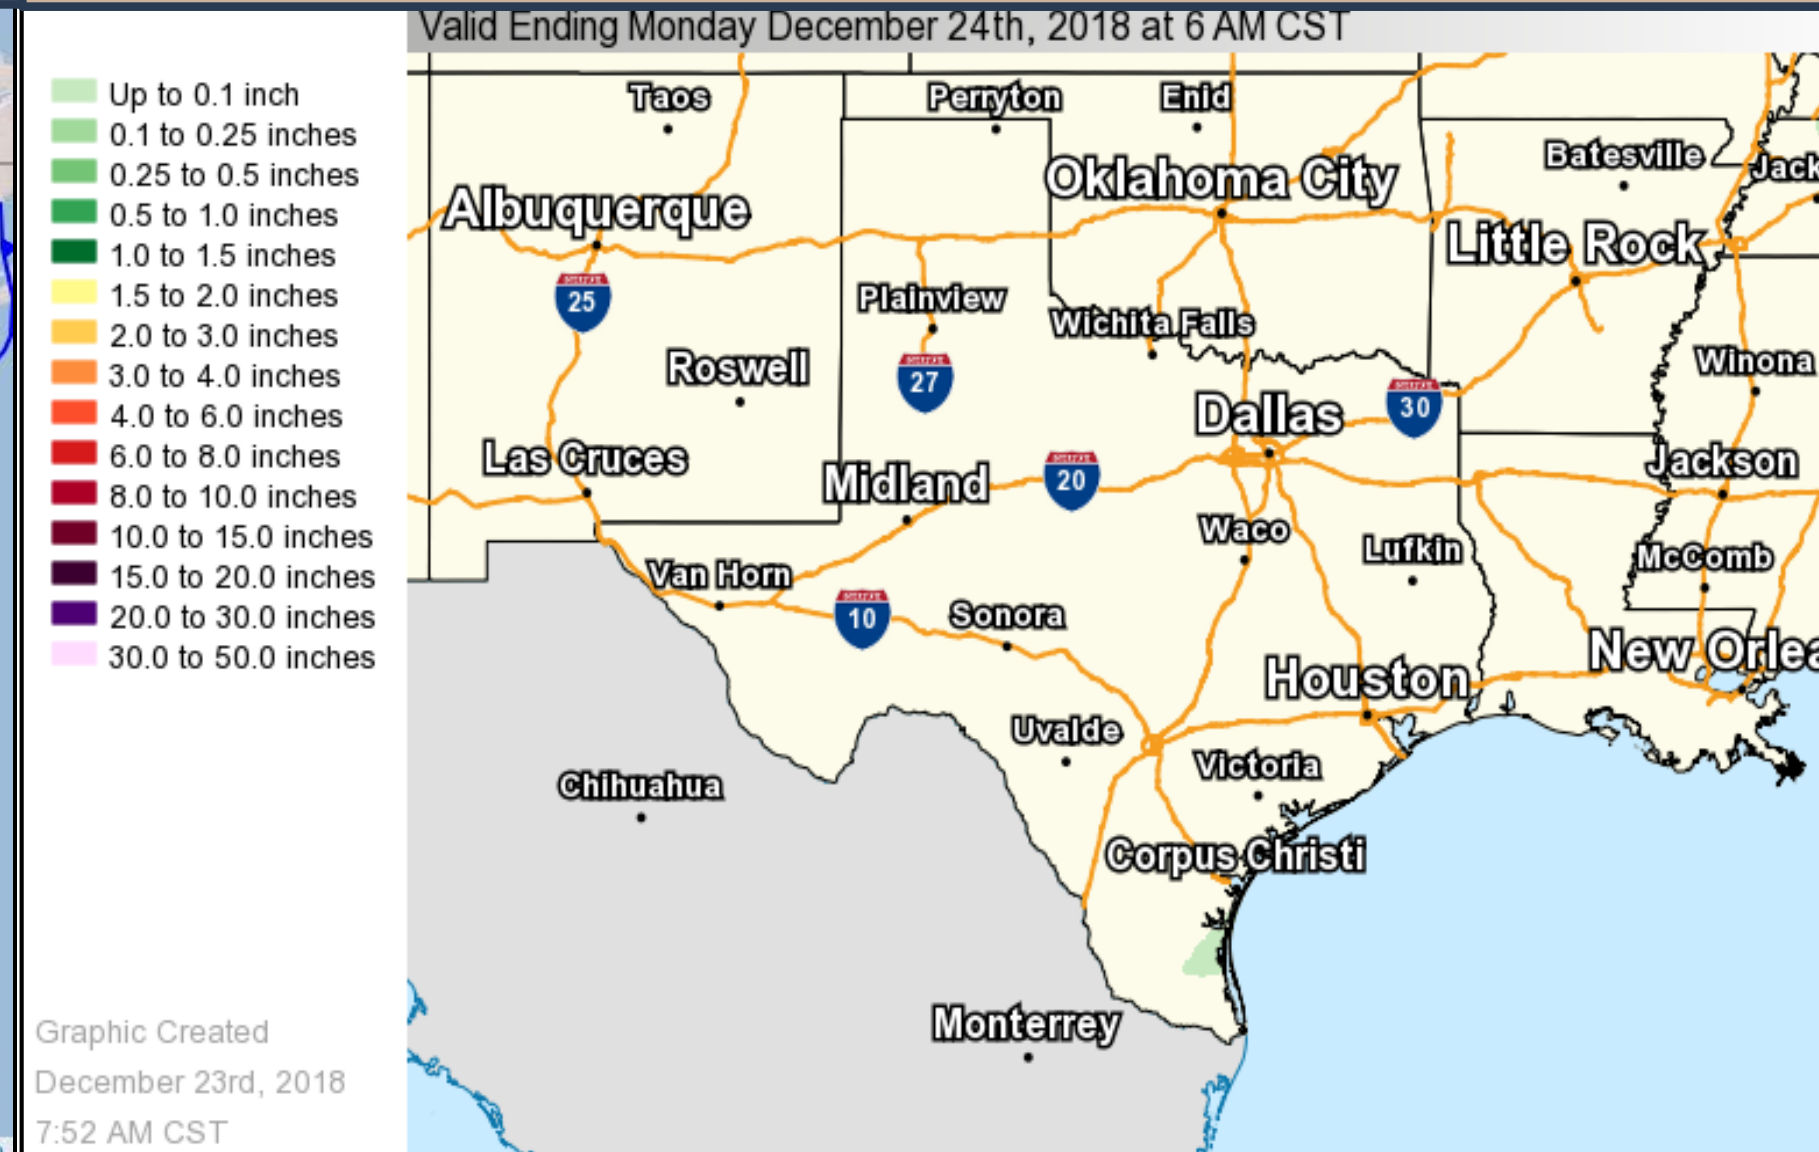 Valid Ending Monday December 24th, 2018 at 6 AM CST
Up to 0.1 inch
0.1 to 0.25 inches
0.25 to 0.5 inches
0.5 to 1.0 inches
1.0 to 1.5 inches
1.5 to 2.0 inches
2.0 to 3.0 inches
3.0 to 4.0 inches
4.0 to 6.0 inches
6.0 to 8.0 inches
8.0 to 10.0 inches
10.0 to 15.0 inches
15.0 to 20.0 inches
20.0 to 30.0 inches
30.0 to 50.0 inches
Graphic Created
December 23rd, 2018
7:52 AM CST
Taos
Perryton
Enid
Batesville
Jack
Oklahoma City
Albuquerque
Little Rock
25
Plainview
Wichita Falls
Roswell
27
Winona
30
Dallas
Las Cruces
Midland
20
Jackson
Waco
Lufkin
McComb
Van Horn
10
Sonora
New Orlea
Houston
Uvalde
Victoria
Chihuahua
Corpus Christi
Monterrey